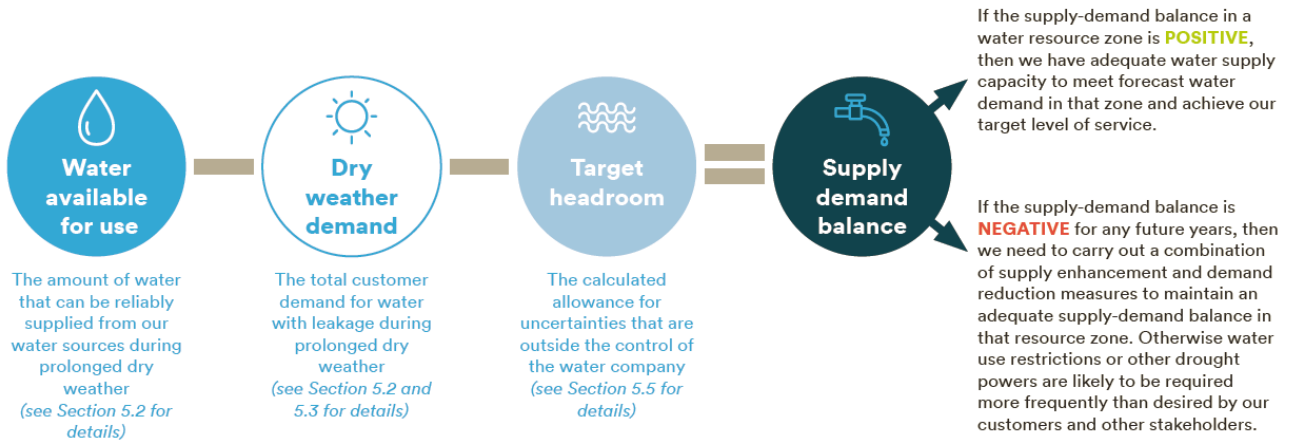 Water
available
for use
The amount of water
that can be reliably
supplied from our
water sources during
prolonged dry
weather
(see Section 5.2 for
details)
Dry
weather
demand
The total customer
demand for water
with leakage during
prolonged dry
weather
(see Section 5.2 and
5.3 for details)
Target
headroom
The calculated
allowance for
uncertainties that are
outside the control of
the water company
(see Section 5.5 for
details)
Supply
demand
balance
If the supply-demand balance in a
water resource zone is POSITIVE,
then we have adequate water supply
capacity to meet forecast water
demand in that zone and achieve our
target level of service.
If the supply-demand balance is
NEGATIVE for any future years, then
we need to carry out a combination
of supply enhancement and demand
reduction measures to maintain an
adequate supply-demand balance in
that resource zone. Otherwise water
use restrictions or other drought
powers are likely to be required
more frequently than desired by our
customers and other stakeholders.